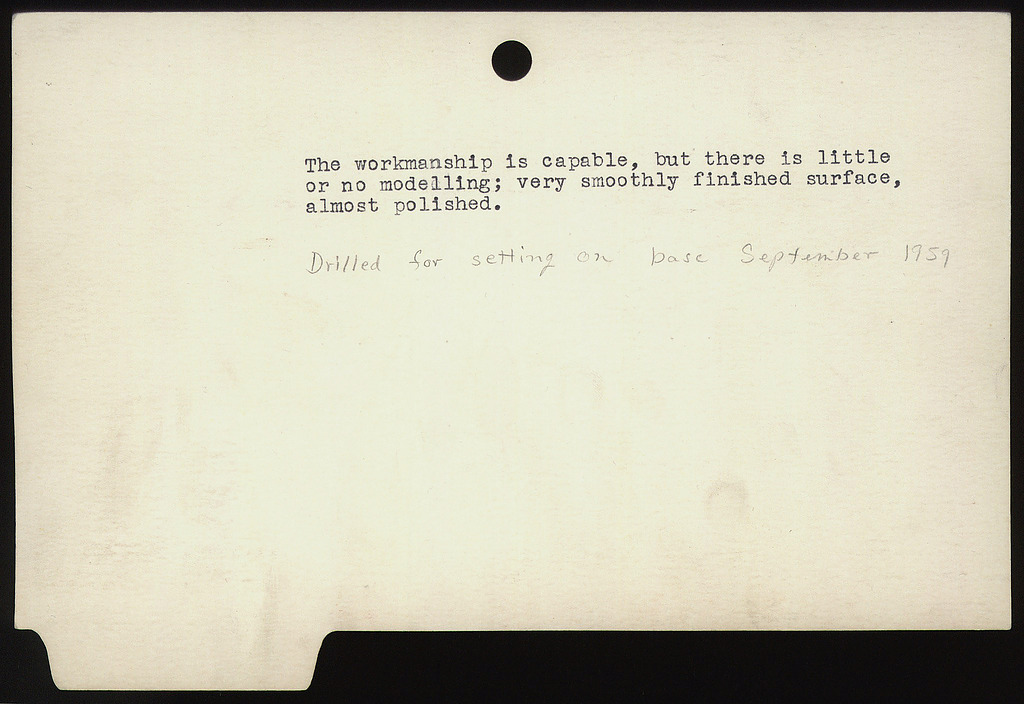 The workmanship is capable, but there is little
or no modelling; very smoothly finished surface,
almost polished.
Drilled for setting on base September 1959